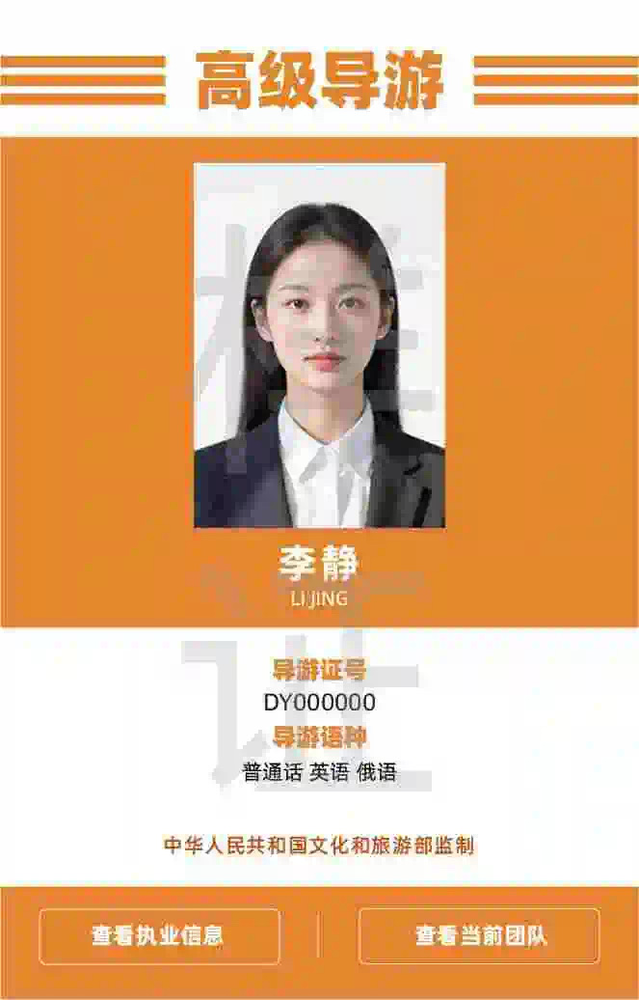 高级导游
李静
LI JING
导游证号
DY000000
导游语种
普通话 英语 俄语
中华人民共和国文化和旅游部监制
查看执业信息
查看当前团队